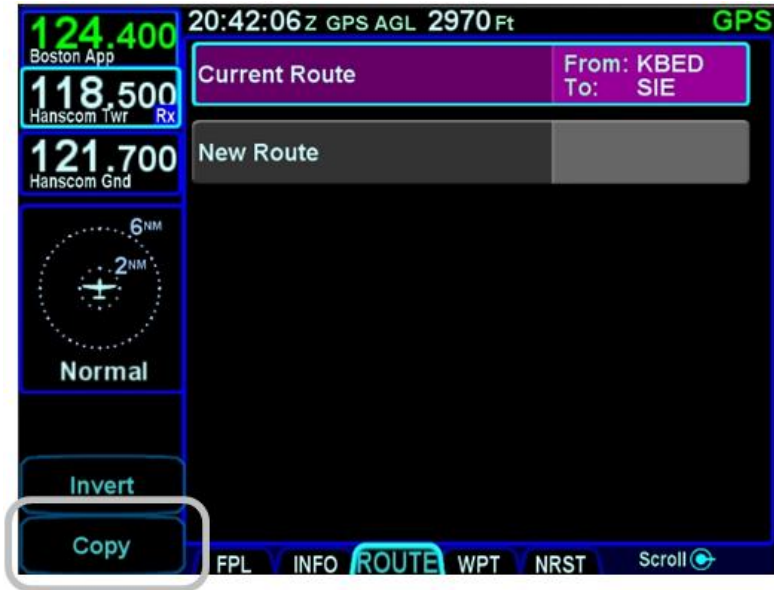 20:42:06 Z GPS AGL 2970 Ft GPS
124.400
Boston App
118.500
Hanscom Twr Rx
121.700
Hanscom Gnd
6NM
2NM
Normal
Invert
Copy
Current Route
From: KBED
To: SIE
New Route
FPL INFO ROUTE WPT NRST Scroll